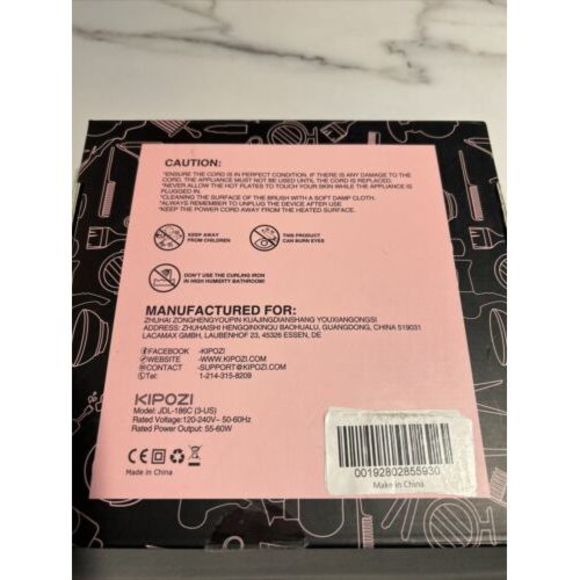 CAUTION:
*ENSURE THE CORD IS IN PERFECT CONDITION. IF THERE IS ANY DAMAGE TO THE
CORD, THE APPLIANCE MUST NOT BE USED UNTIL THE CORD IS REPLACED.
*NEVER ALLOW THE HOT PLATES TO TOUCH YOUR SKIN WHILE THE APPLIANCE IS
PLUGGED IN.
*CLEANING THE SURFACE OF THE BRUSH WITH A SOFT DAMP CLOTH.
*ALWAYS REMEMBER TO UNPLUG THE DEVICE AFTER USE
*KEEP THE POWER CORD AWAY FROM THE HEATED SURFACE.
KEEP AWAY
FROM CHILDREN
THIS PRODUCT
CAN BURN EYES
DON'T USE THE CURLING IRON
IN HIGH HUMIDITY BATHROOM!
MANUFACTURED FOR:
ZHUHAI ZONGHENGYOUPIN KUAJINGDIANSHANG YOUXIANGONGSI
ADDRESS: ZHUHAISHI HENGQINXINQU BAOHUALU, GUANGDONG, CHINA 519031
LACAMAX GMBH, LAUBENHOF 23, 45326 ESSEN, DE
FACEBOOK -KIPOZI
WEBSITE -WWW.KIPOZI.COM
CONTACT -SUPPORT@KIPOZI.COM
Tel: 1-214-315-8209
KIPOZI
Model: JDL-186C (3-US)
Rated Voltage:120-240V~ 50-60Hz
Rated Power Output: 55-60W
CE
Made in China
00192802855930
Make in China